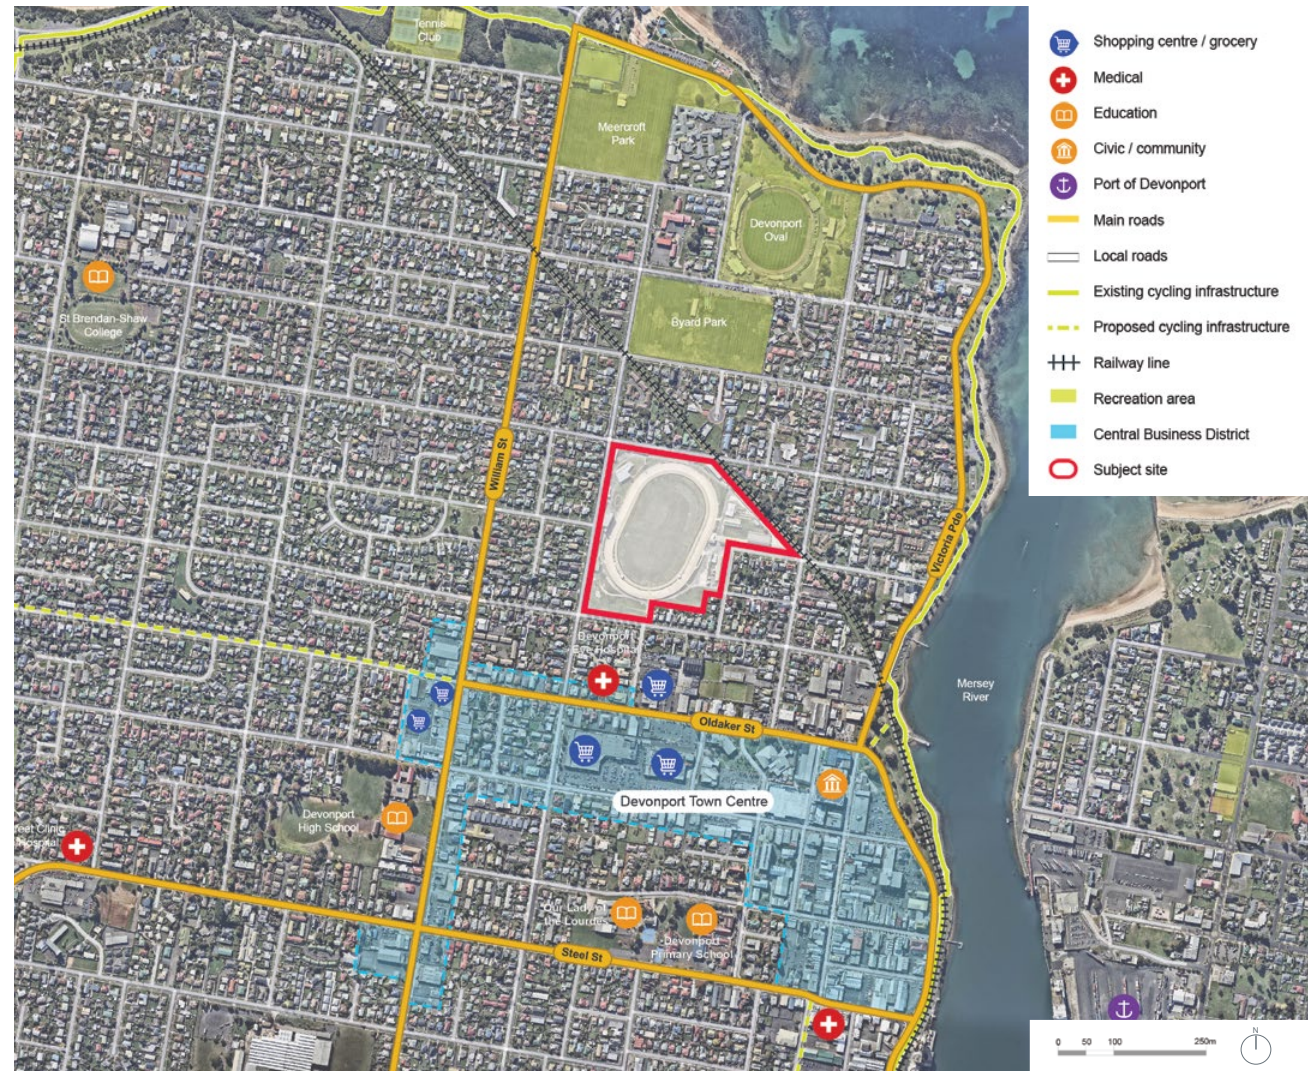 Tennis
Club
Meercroft
Park
Devonport
Oval
Byard Park
St Brendan-Shaw
College
William St
Victoria Pde
Devonport
Eye Hospital
Oldaker St
Mersey
River
Devonport Town Centre
Devonport
High School
Our Lady of
the Lourdes
Devonport
Primary School
Steel St
Shopping centre / grocery
Medical
Education
Civic / community
Port of Devonport
Main roads
Local roads
Existing cycling infrastructure
Proposed cycling infrastructure
Railway line
Recreation area
Central Business District
Subject site
0 50 100 250m
N